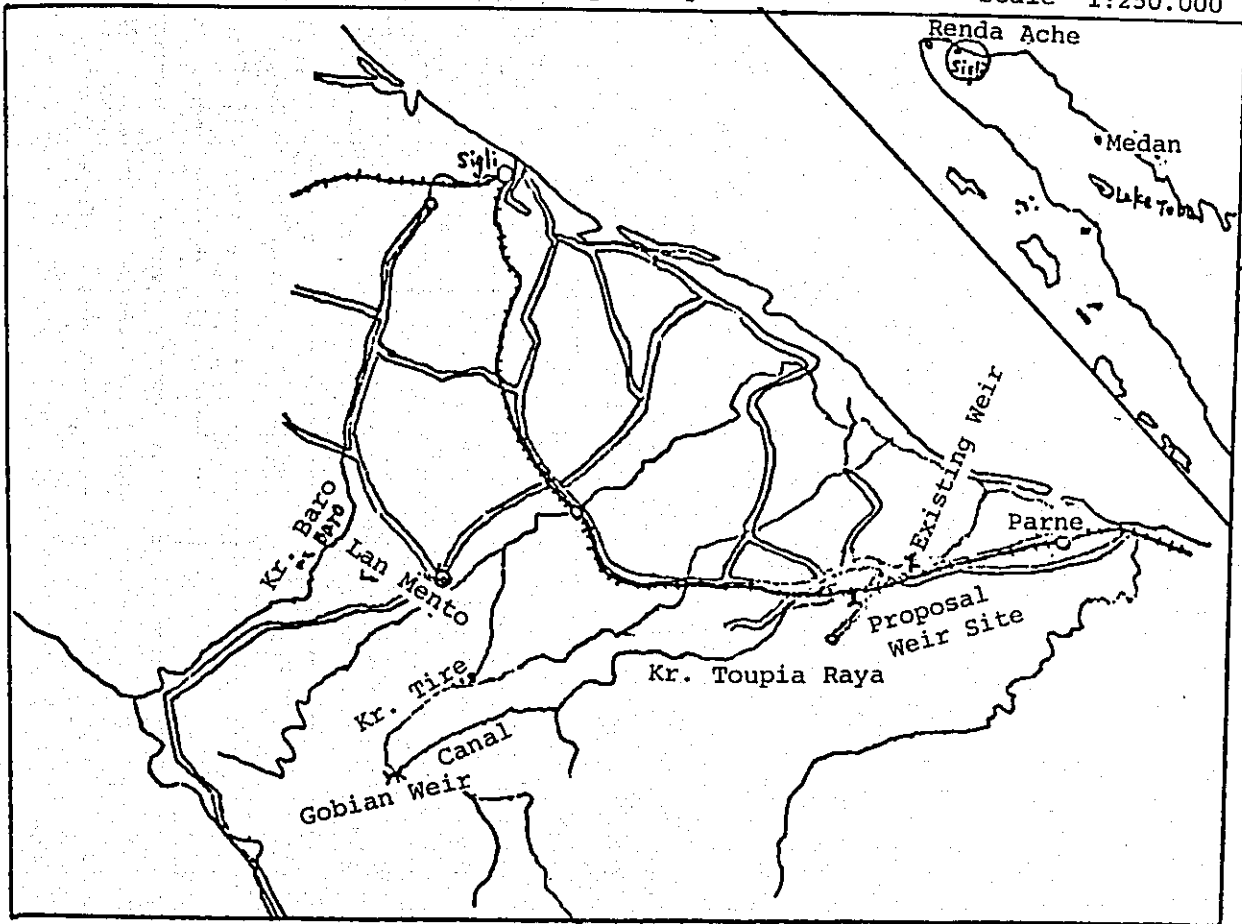 Scale 1:250.000
Renda Ache
Sigli
Medan
Lake Toba
Sigli
Existing Weir
Parne
Kr. Baro
Baro
Lan Mento
Proposal
Weir Site
Kr. Toupia Raya
Kr. Tire
Canal
Gobian Weir